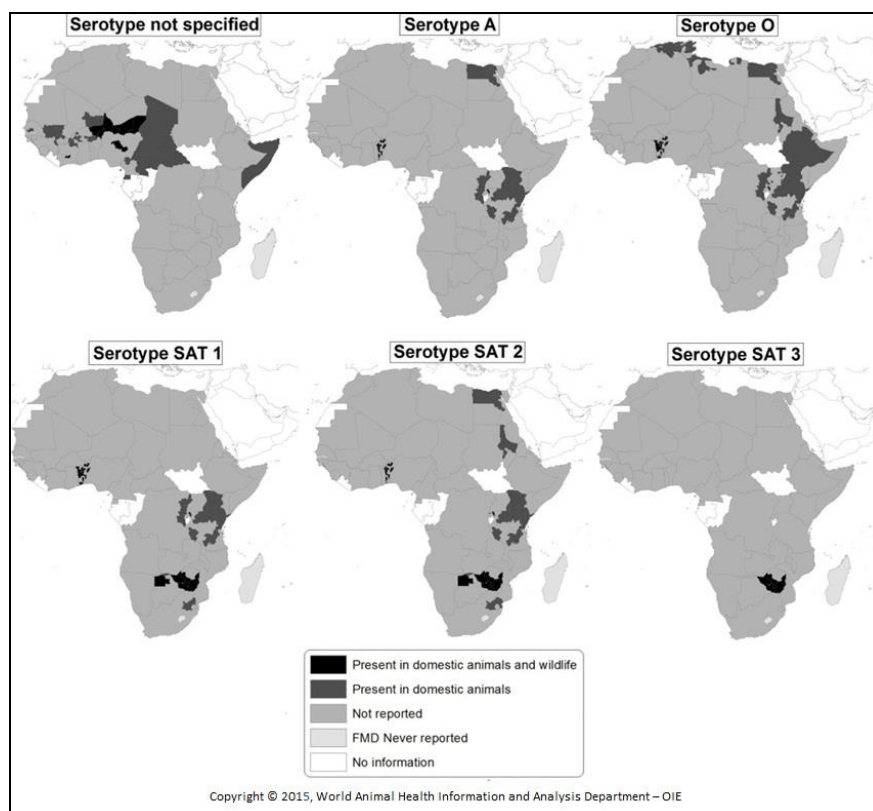 Serotype not specified
Serotype A
Serotype O
Serotype SAT 1
Serotype SAT 2
Serotype SAT 3
Present in domestic animals and wildlife
Present in domestic animals
Not reported
FMD Never reported
No information
Copyright © 2015, World Animal Health Information and Analysis Department – OIE